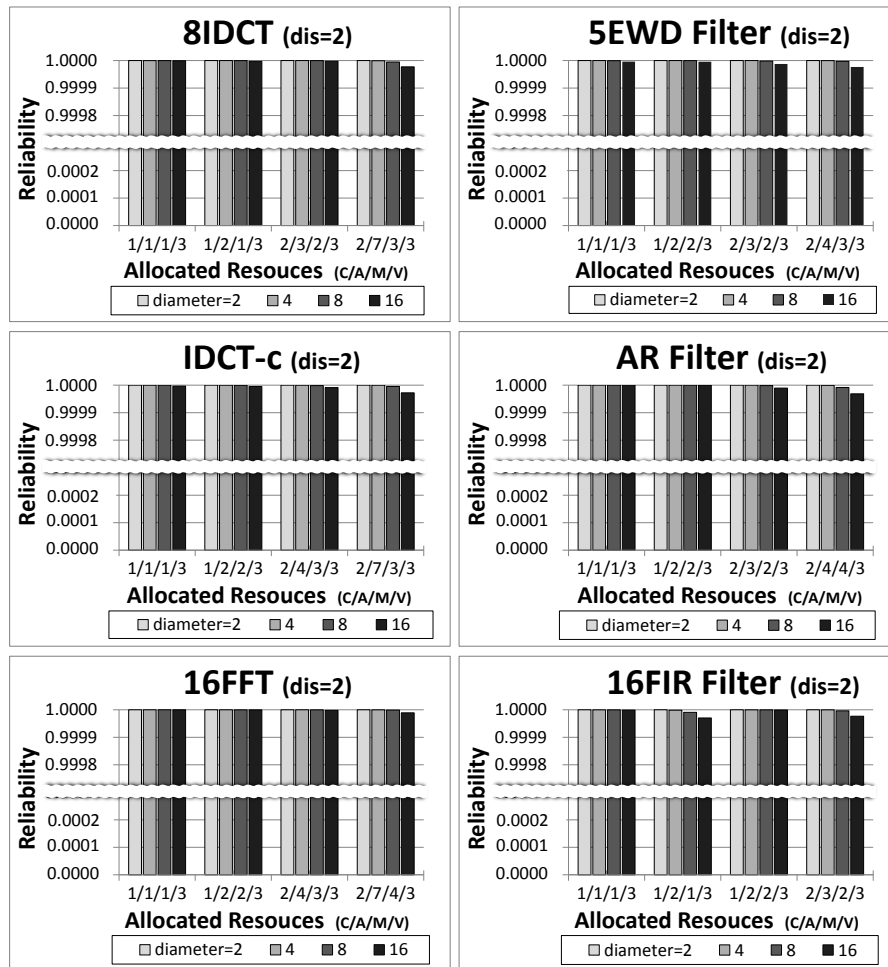 8IDCT (dis=2)
Reliability
1.0000
0.9999
0.9998
0.0002
0.0001
0.0000
1/1/1/3 1/2/1/3 2/3/2/3 2/7/3/3
Allocated Resouces (C/A/M/V)
diameter=2 4 8 16
5EWD Filter (dis=2)
Reliability
1.0000
0.9999
0.9998
0.0002
0.0001
0.0000
1/1/1/3 1/2/2/3 2/3/2/3 2/4/3/3
Allocated Resouces (C/A/M/V)
diameter=2 4 8 16
IDCT-c (dis=2)
Reliability
1.0000
0.9999
0.9998
0.0002
0.0001
0.0000
1/1/1/3 1/2/2/3 2/4/3/3 2/7/3/3
Allocated Resouces (C/A/M/V)
diameter=2 4 8 16
AR Filter (dis=2)
Reliability
1.0000
0.9999
0.9998
0.0002
0.0001
0.0000
1/1/1/3 1/2/2/3 2/3/2/3 2/4/4/3
Allocated Resouces (C/A/M/V)
diameter=2 4 8 16
16FFT (dis=2)
Reliability
1.0000
0.9999
0.9998
0.0002
0.0001
0.0000
1/1/1/3 1/2/2/3 2/4/3/3 2/7/4/3
Allocated Resouces (C/A/M/V)
diameter=2 4 8 16
16FIR Filter (dis=2)
Reliability
1.0000
0.9999
0.9998
0.0002
0.0001
0.0000
1/1/1/3 1/2/1/3 1/2/2/3 2/3/2/3
Allocated Resouces (C/A/M/V)
diameter=2 4 8 16